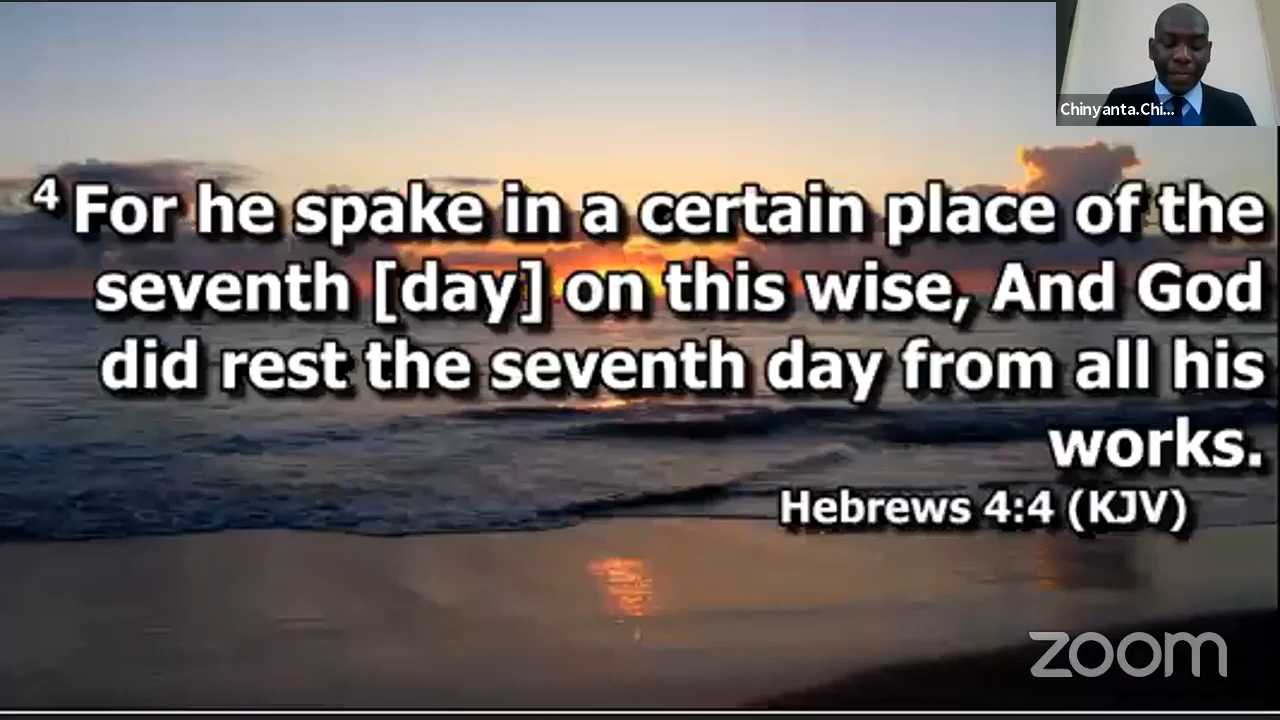 Chinyanta.Chi...
4 For he spake in a certain place of the
seventh [day] on this wise, And God
did rest the seventh day from all his
works.
Hebrews 4:4 (KJV)
zoom